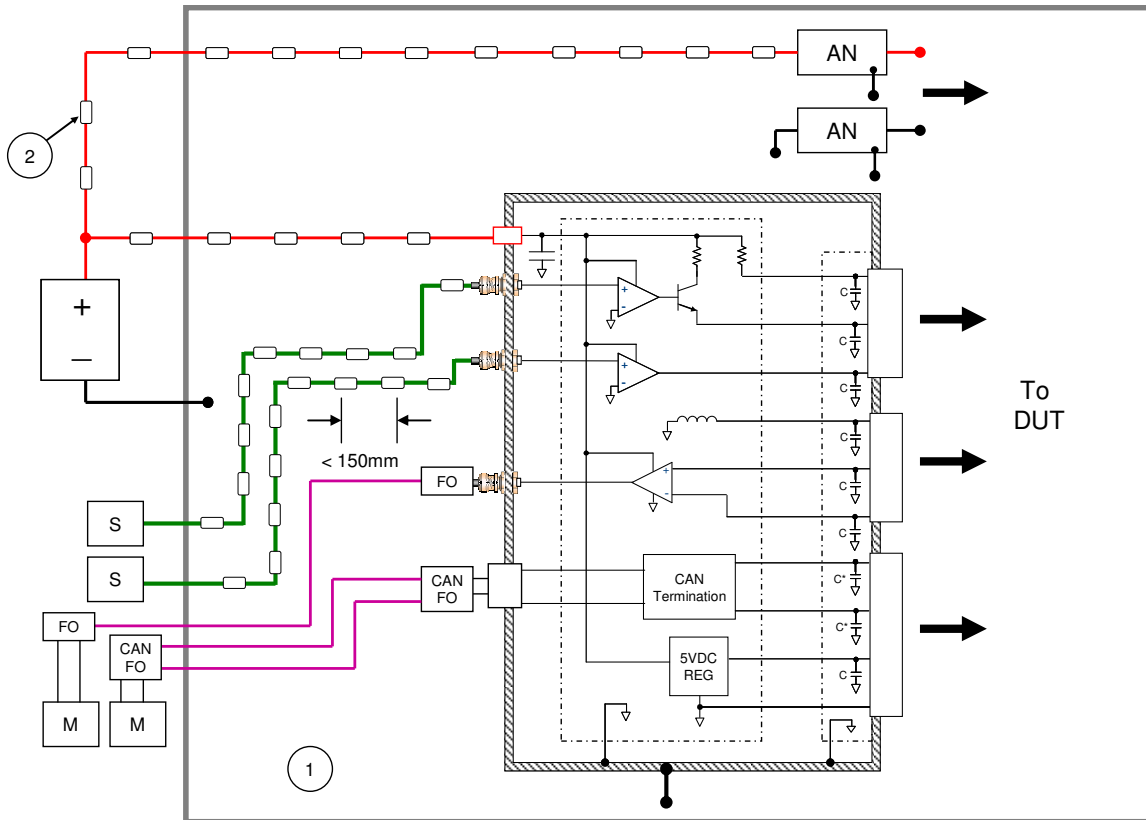 AN
2
AN
+
+
-
C
C
+
—
+
-
C
To
DUT
C
< 150mm
FO
+
-
C
S
C
S
CAN
FO
CAN
Termination
C*
FO
C*
CAN
FO
5VDC
REG
C
M
M
1